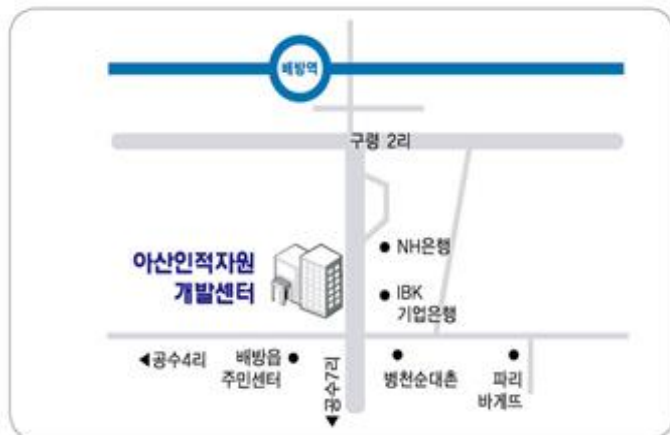 배방역
구령 2리
NH은행
아산인적자원
개발센터
IBK
기업은행
◀공수4리
배방읍
주민센터
◀공수7리
병천순대촌
파리
바게뜨